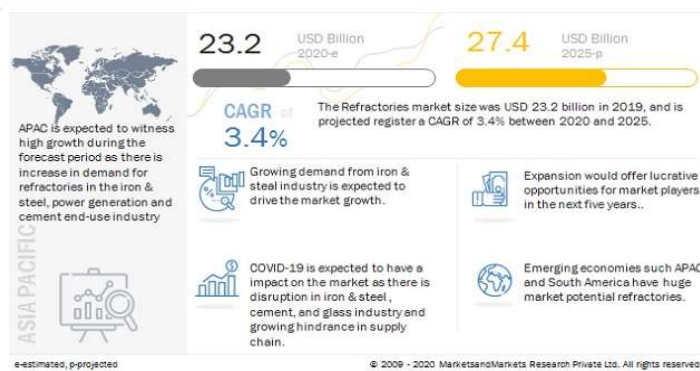 23.2
USD Billion
2020-e
27.4
USD Billion
2025-p
CAGR of
3.4%
The Refractories market size was USD 23.2 billion in 2019, and is
projected register a CAGR of 3.4% between 2020 and 2025.
APAC is expected to witness
high growth during the
forecast period as there is
increase in demand for
refractories in the iron &
steel, power generation and
cement end-use industry
ASIA PACIFIC
Growing demand from iron &
steal industry is expected to
drive the market growth.
Expansion would offer lucrative
opportunities for market players
in the next five years..
COVID-19 is expected to have a
impact on the market as there is
disruption in iron & steel ,
cement, and glass industry and
growing hindrance in supply
chain.
Emerging economies such APAC
and South America have huge
market potential refractories.
e-estimated, p-projected
© 2009 - 2020 MarketsandMarkets Research Private Ltd. All rights reserved